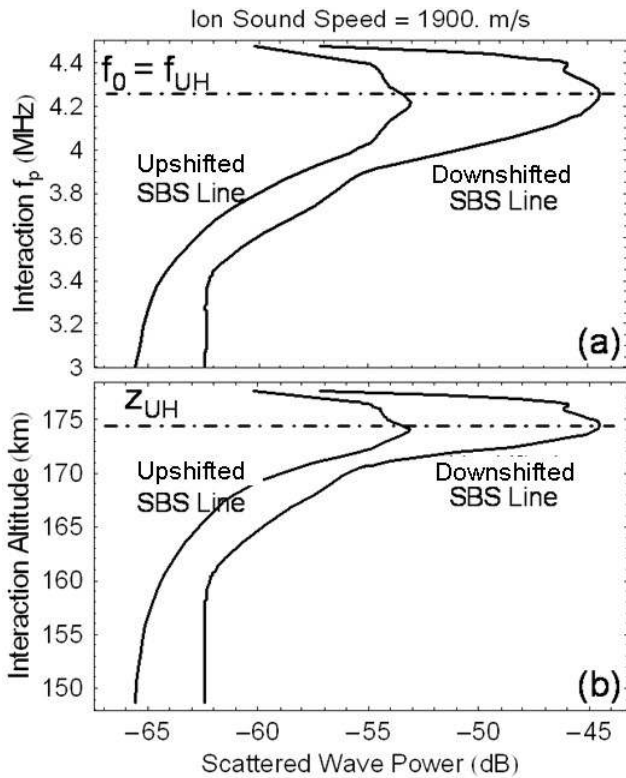 Ion Sound Speed = 1900. m/s
4.4
4.2
4
3.8
3.6
3.4
3.2
3
Interaction fp (MHz)
f0 = fUH
Upshifted
SBS Line
Downshifted
SBS Line
(a)
175
170
165
160
155
150
Interaction Altitude (km)
ZUH
Upshifted
SBS Line
Downshifted
SBS Line
(b)
−65 −60 −55 −50 −45
Scattered Wave Power (dB)